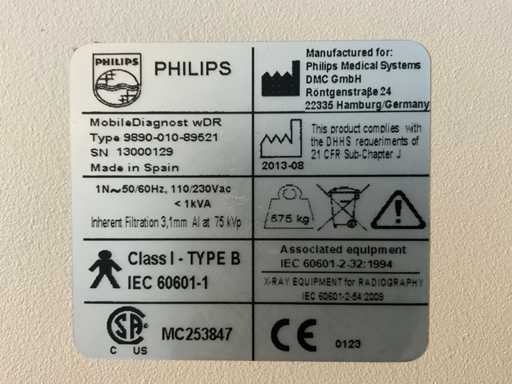 PHILIPS
PHILIPS
MobileDiagnost wDR
Type 9890-010-89521
SN 13000129
Made in Spain
1N~50/60Hz, 110/230Vac
< 1kVA
Inherent Filtration 3,1mm Al at 75 kVp
Class I - TYPE B
IEC 60601-1
SA
C US
MC253847
Manufactured for:
Philips Medical Systems
DMC GmbH
Röntgenstraße 24
22335 Hamburg/Germany
2013-08
This product complies with
the DHHS requeriments of
21 CFR Sub-Chapter J
575 kg
Associated equipment
IEC 60601-2-32:1994
X-RAY EQUIPMENT for RADIOGRAPHY
IEC 60601-2-54:2009
CE 0123